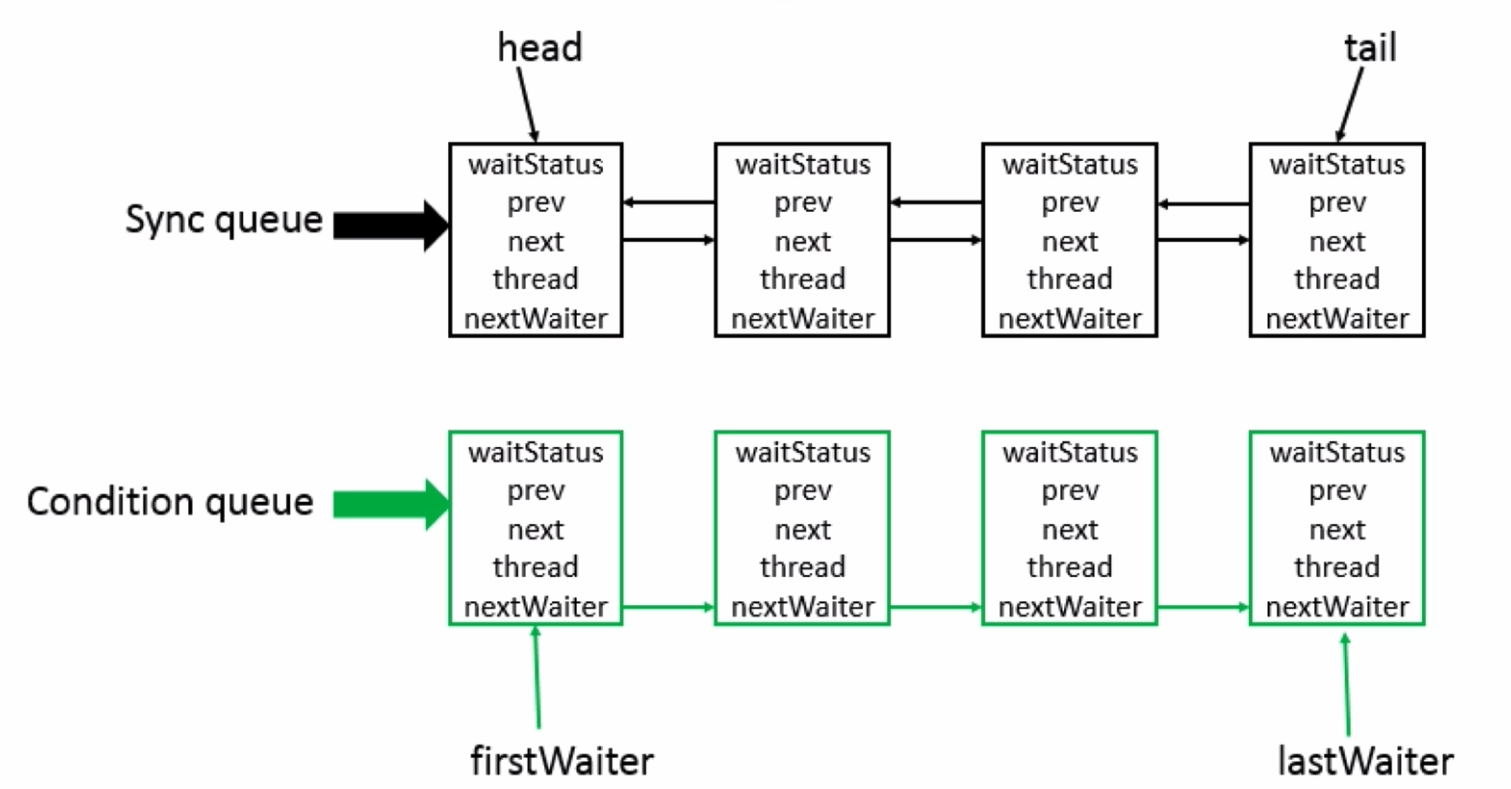 head
tail
Sync queue
waitStatus
prev
next
thread
nextWaiter
waitStatus
prev
next
thread
nextWaiter
waitStatus
prev
next
thread
nextWaiter
waitStatus
prev
next
thread
nextWaiter
Condition queue
waitStatus
prev
next
thread
nextWaiter
waitStatus
prev
next
thread
nextWaiter
waitStatus
prev
next
thread
nextWaiter
waitStatus
prev
next
thread
nextWaiter
firstWaiter
lastWaiter